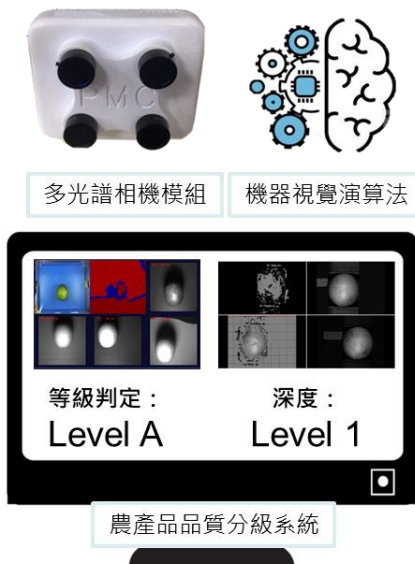 PMC
多光譜相機模組
機器視覺演算法
等級判定：
Level A
深度：
Level 1
農產品品質分級系統